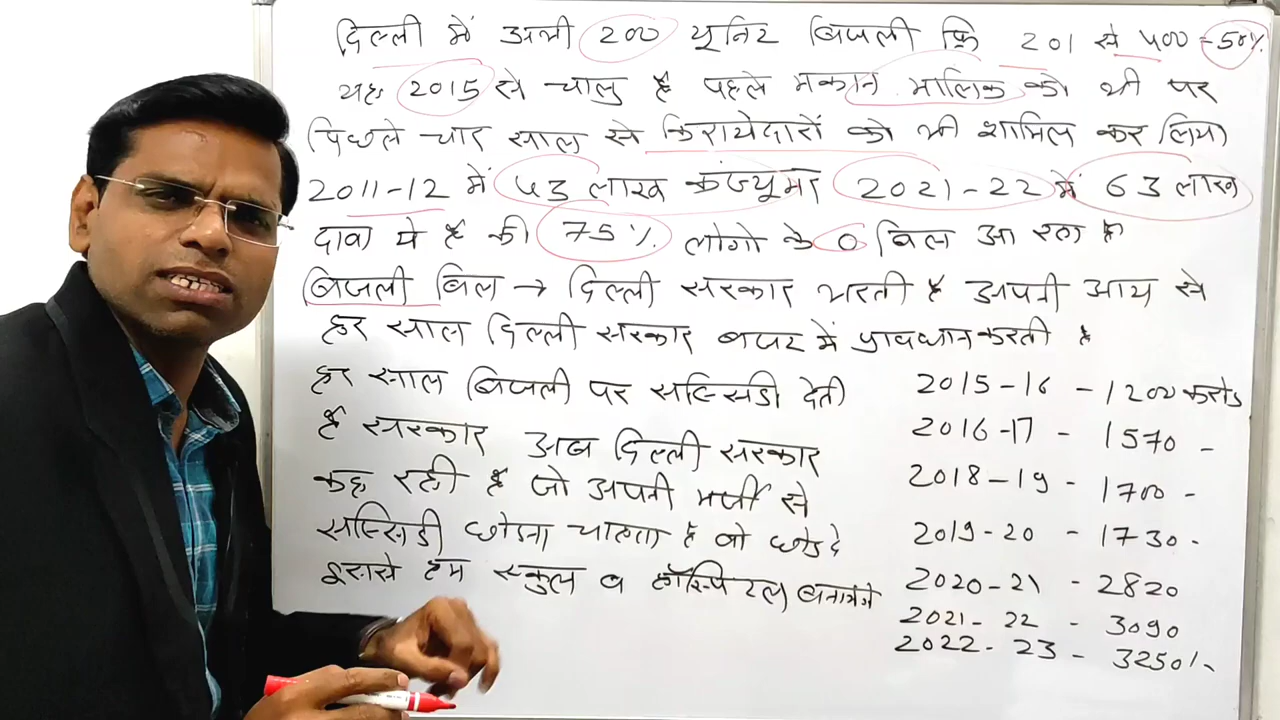 दिल्ली में अभी 200 यूनिट बिजली फ्रि 201 से 400 - 50%
यह 2015 से चालु है पहले मकान मालिक को भी पर
पिछले चार साल से किरायेदारों को भी शामिल कर लिया
2011-12 में 43 लाख कंज्यूमर 2021-22 में 63 लाख
दावा ये है की 75% लोगो के 0 बिल आ रहा है
बिजली बिल → दिल्ली सरकार भरती है अपनी आय से
हर साल दिल्ली सरकार बजट में प्रावधान करती है
हर साल बिजली पर सब्सिडी देती
है सरकार अब दिल्ली सरकार
कह रही है जो अपनी मर्जी से
सब्सिडी छोडना चाहता है वो छोड दे
इससे हम स्कुल व हॉस्पिटल बनायेंगे
2015-16 - 1200 करोड
2016-17 - 1570 -
2018-19 - 1700 -
2019-20 - 1730 -
2020-21 - 2820
2021-22 - 3090
2022-23 - 3250/-